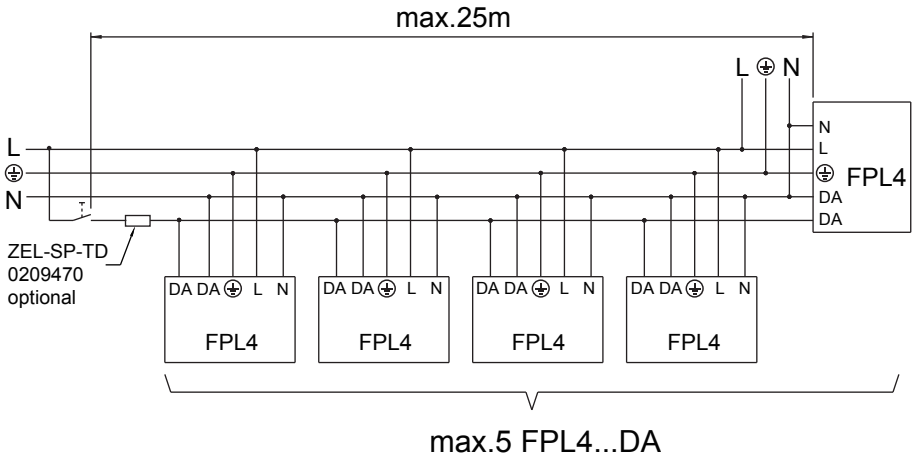 max.25m
L ⏚ N
N
L
⏚
DA
DA
FPL4
L
⏚
N
ZEL-SP-TD
0209470
optional
DA DA ⏚ L N
FPL4
DA DA ⏚ L N
FPL4
DA DA ⏚ L N
FPL4
DA DA ⏚ L N
FPL4
max.5 FPL4...DA